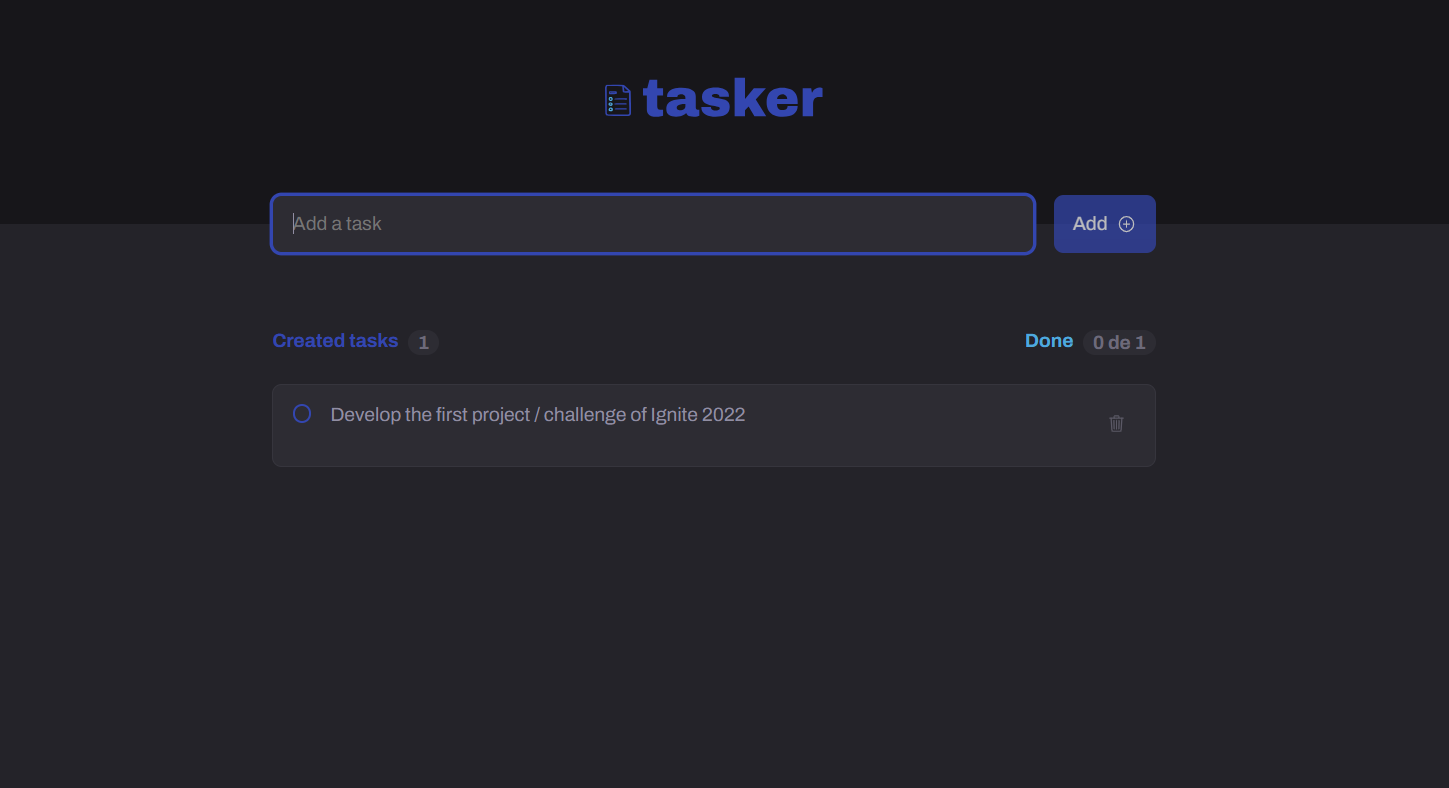 tasker
Add a task
Add
Created tasks 1
Done 0 de 1
Develop the first project / challenge of Ignite 2022